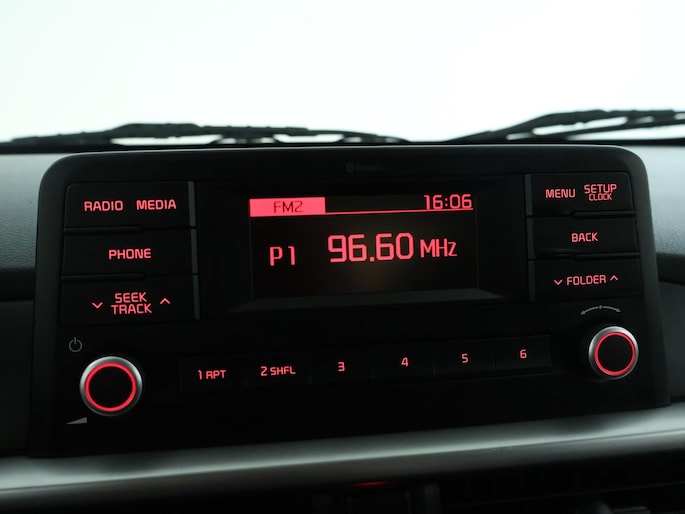 Bluetooth
RADIO MEDIA
FM2 16:06
MENU SETUP
CLOCK
PHONE
P1 96.60 MHz
BACK
SEEK
TRACK
FOLDER
1 RPT 2 SHFL 3 4 5 6